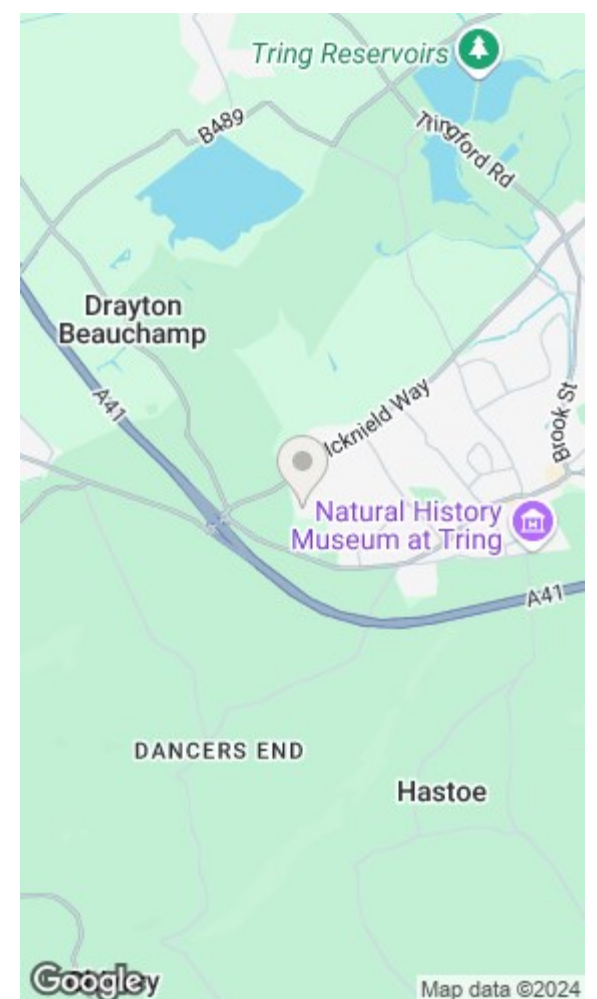 Tring Reservoirs
B489
Tringford Rd
Drayton
Beauchamp
A41
Icknield Way
Brook St
Natural History
Museum at Tring
A41
DANCERS END
Hastoe
Google
Map data ©2024